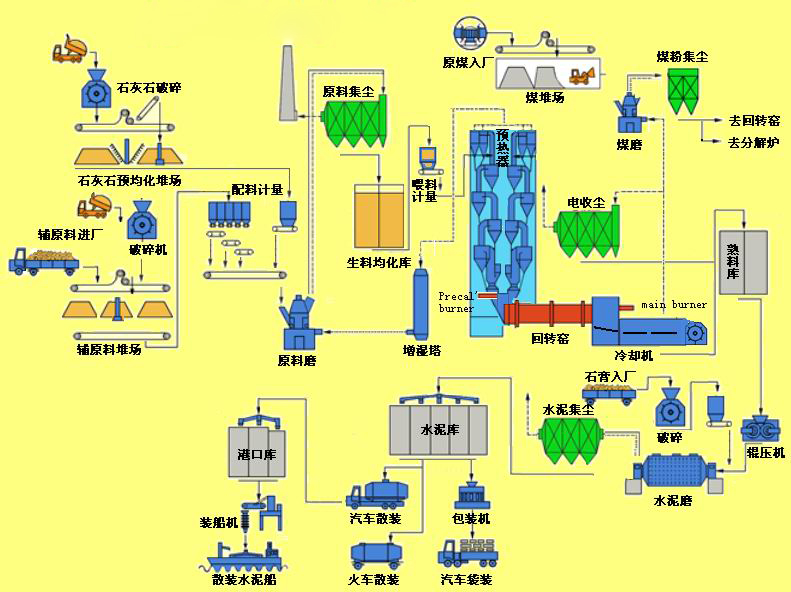 石灰石破碎
石灰石预均化堆场
辅原料进厂
破碎机
辅原料堆场
配料计量
原料集尘
生料均化库
原料磨
增湿塔
喂料
计量
预热器
Precal'
burner
回转窑
main burner
冷却机
原煤入厂
煤堆场
煤磨
煤粉集尘
去回转窑
去分解炉
电收尘
熟料库
石膏入厂
破碎
辊压机
水泥集尘
水泥磨
水泥库
港口库
装船机
散装水泥船
汽车散装
火车散装
包装机
汽车袋装